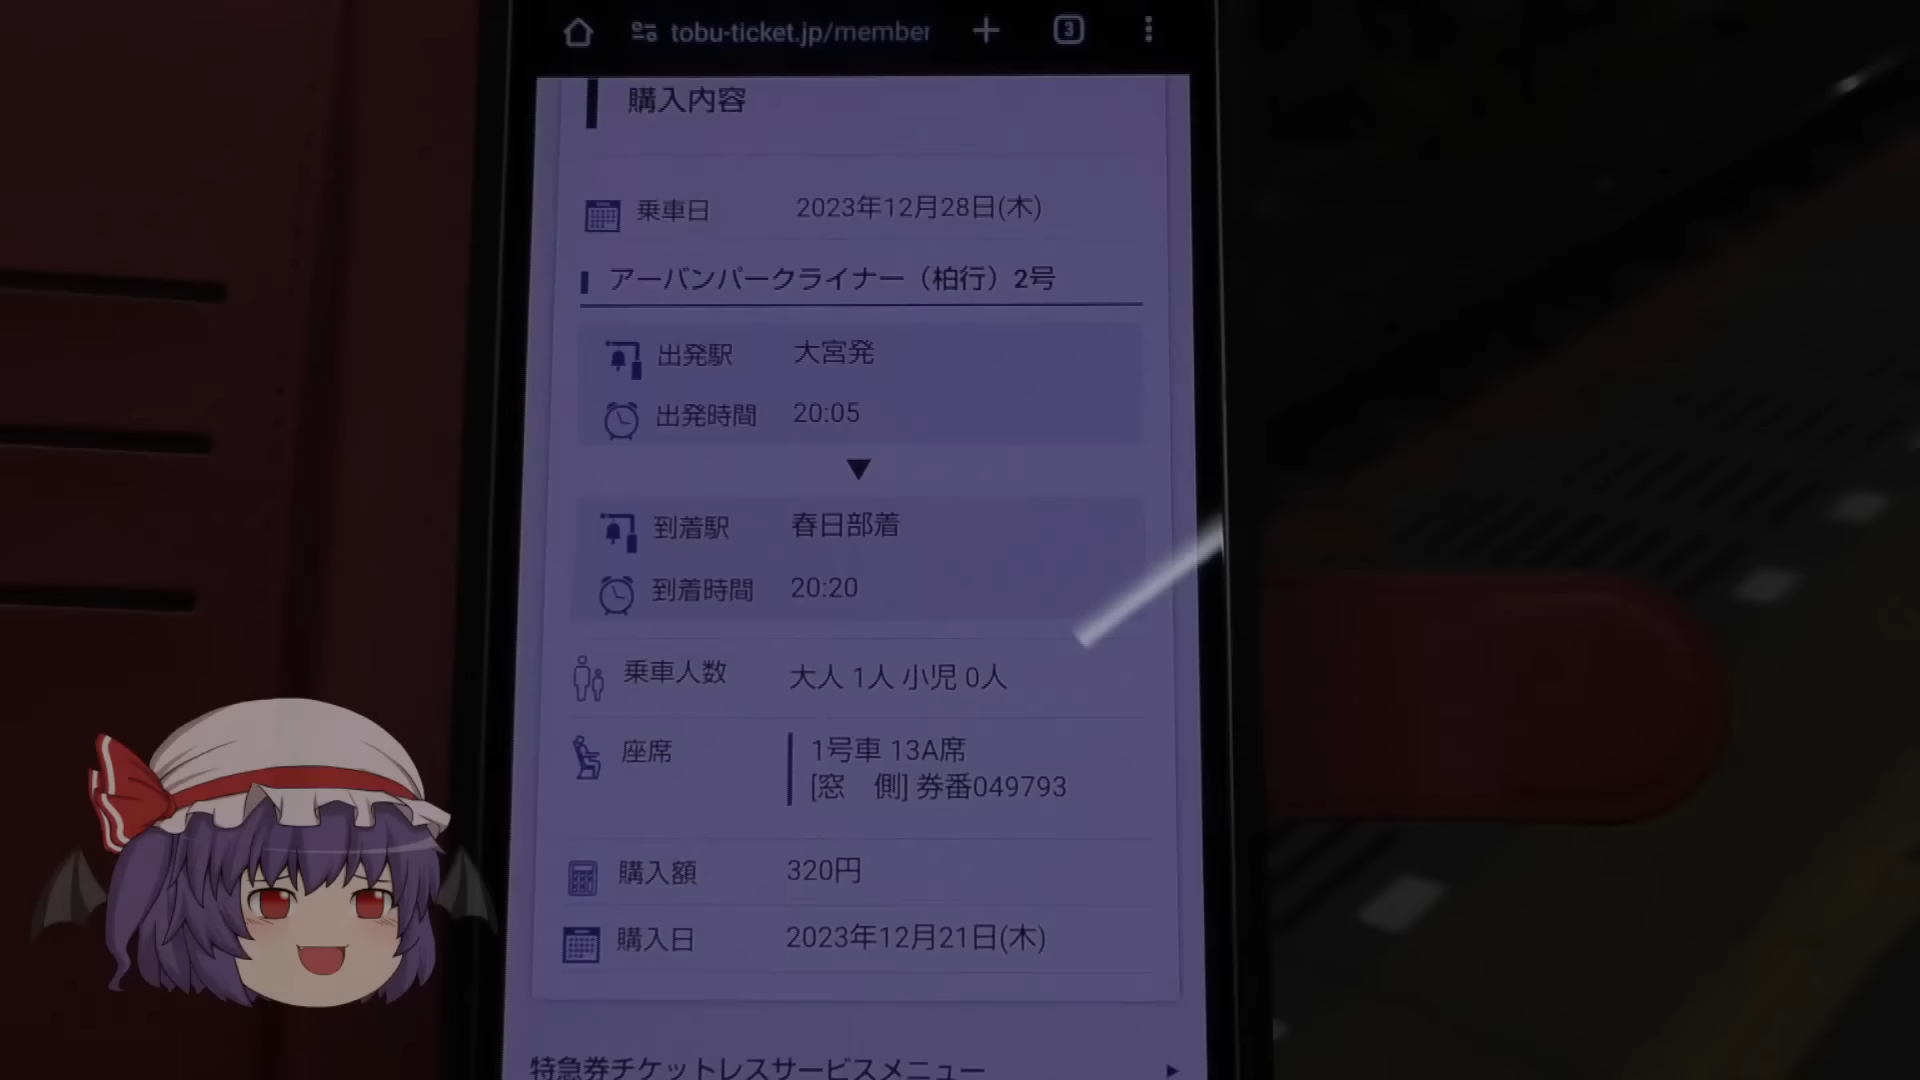 tobu-ticket.jp/member
3
購入内容
乗車日 2023年12月28日(木)
アーバンパークライナー（柏行）2号
出発駅 大宮発
出発時間 20:05
▼
到着駅 春日部着
到着時間 20:20
乗車人数 大人 1人 小児 0人
座席 1号車 13A席
[窓　側] 券番049793
購入額 320円
購入日 2023年12月21日(木)
特急券チケットレスサービスメニュー